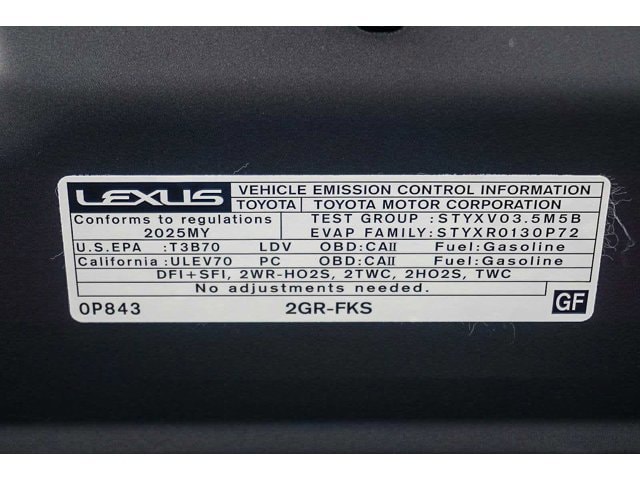 LEXUS VEHICLE EMISSION CONTROL INFORMATION
TOYOTA TOYOTA MOTOR CORPORATION
Conforms to regulations TEST GROUP :STYXV03.5M5B
2025MY EVAP FAMILY:STYXR0130P72
U.S.EPA :T3B70 LDV OBD:CAII Fuel:Gasoline
California :ULEV70 PC OBD:CAII Fuel:Gasoline
DFI+SFI, 2WR-HO2S, 2TWC, 2HO2S, TWC
No adjustments needed.
0P843 2GR-FKS GF